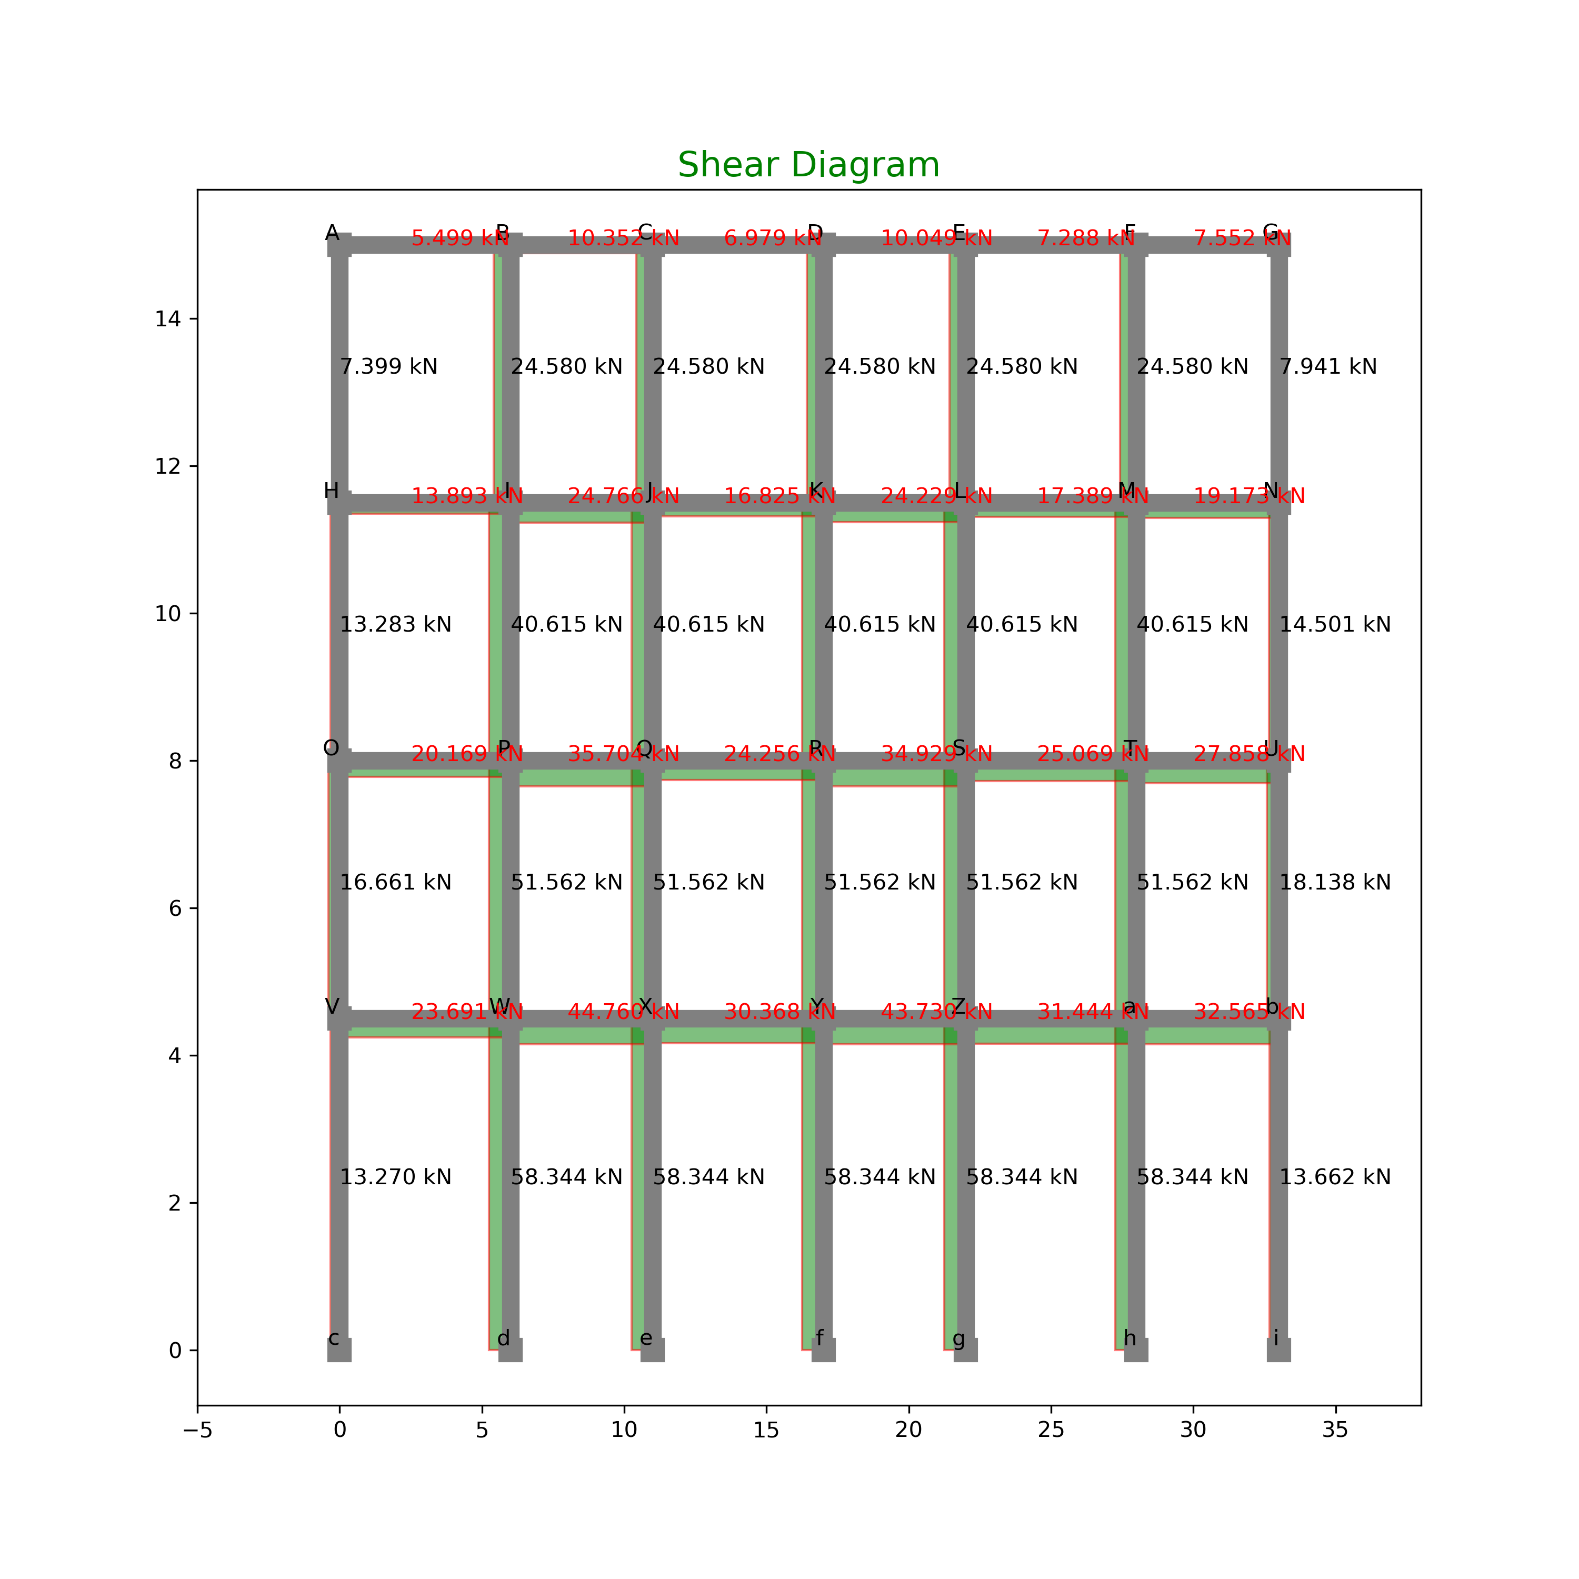 Shear Diagram
A B C D E F G
5.499 kN 10.352 kN 6.979 kN 10.049 kN 7.288 kN 7.552 kN
14
7.399 kN 24.580 kN 24.580 kN 24.580 kN 24.580 kN 24.580 kN 7.941 kN
12
H I J K L M N
13.893 kN 24.766 kN 16.825 kN 24.229 kN 17.389 kN 19.173 kN
10
13.283 kN 40.615 kN 40.615 kN 40.615 kN 40.615 kN 40.615 kN 14.501 kN
O P Q R S T U
8
20.169 kN 35.704 kN 24.256 kN 34.929 kN 25.069 kN 27.858 kN
16.661 kN 51.562 kN 51.562 kN 51.562 kN 51.562 kN 51.562 kN 18.138 kN
6
V W X Y Z a b
23.691 kN 44.760 kN 30.368 kN 43.730 kN 31.444 kN 32.565 kN
4
13.270 kN 58.344 kN 58.344 kN 58.344 kN 58.344 kN 58.344 kN 13.662 kN
2
c d e f g h i
0
−5 0 5 10 15 20 25 30 35